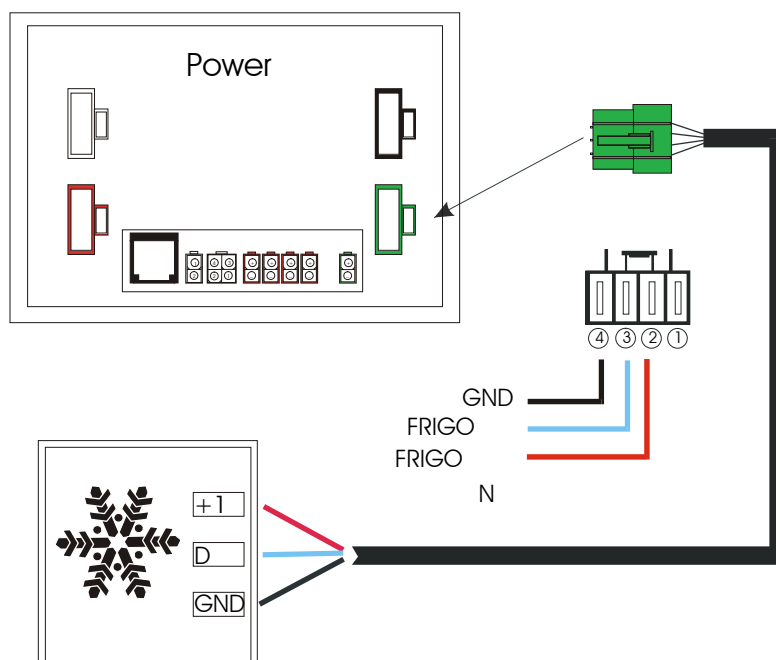 Power
④ ③ ② ①
GND
FRIGO
FRIGO
N
+1
D
GND